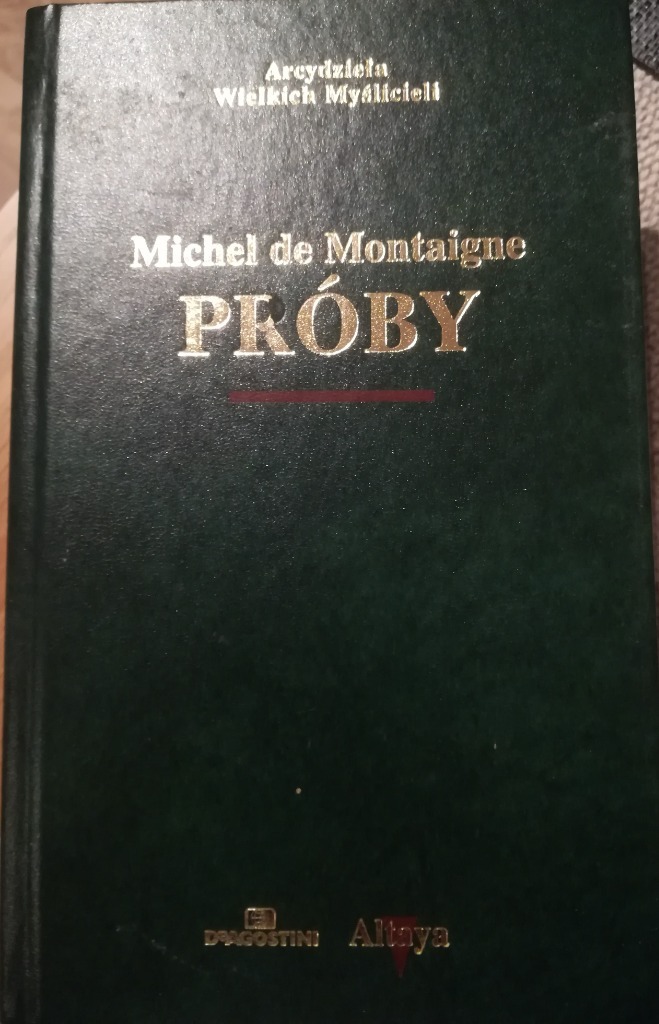 Arcydzieła
Wielkich Myślicieli
Michel de Montaigne
PRÓBY
DEAGOSTINI
Altaya